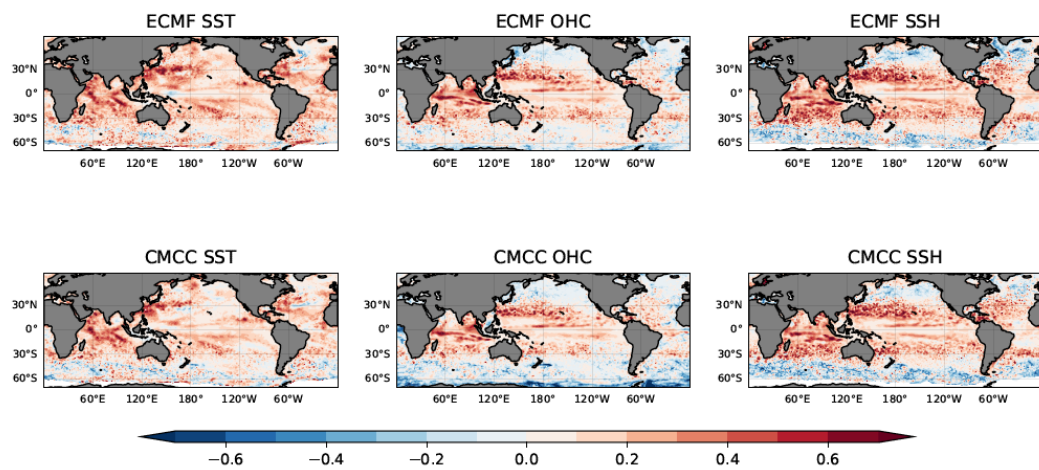 ECMF SST ECMF OHC ECMF SSH
30°N 30°N 30°N
0° 0° 0°
30°S 30°S 30°S
60°S 60°S 60°S
60°E 120°E 180° 120°W 60°W 60°E 120°E 180° 120°W 60°W 60°E 120°E 180° 120°W 60°W
CMCC SST CMCC OHC CMCC SSH
30°N 30°N 30°N
0° 0° 0°
30°S 30°S 30°S
60°S 60°S 60°S
60°E 120°E 180° 120°W 60°W 60°E 120°E 180° 120°W 60°W 60°E 120°E 180° 120°W 60°W
−0.6 −0.4 −0.2 0.0 0.2 0.4 0.6